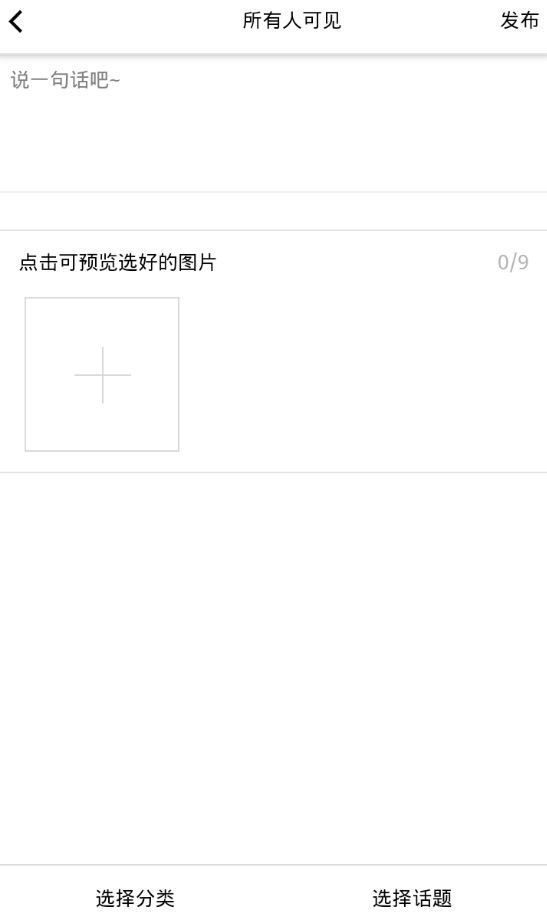 所有人可见
发布
说一句话吧~
点击可预览选好的图片
0/9
选择分类
选择话题